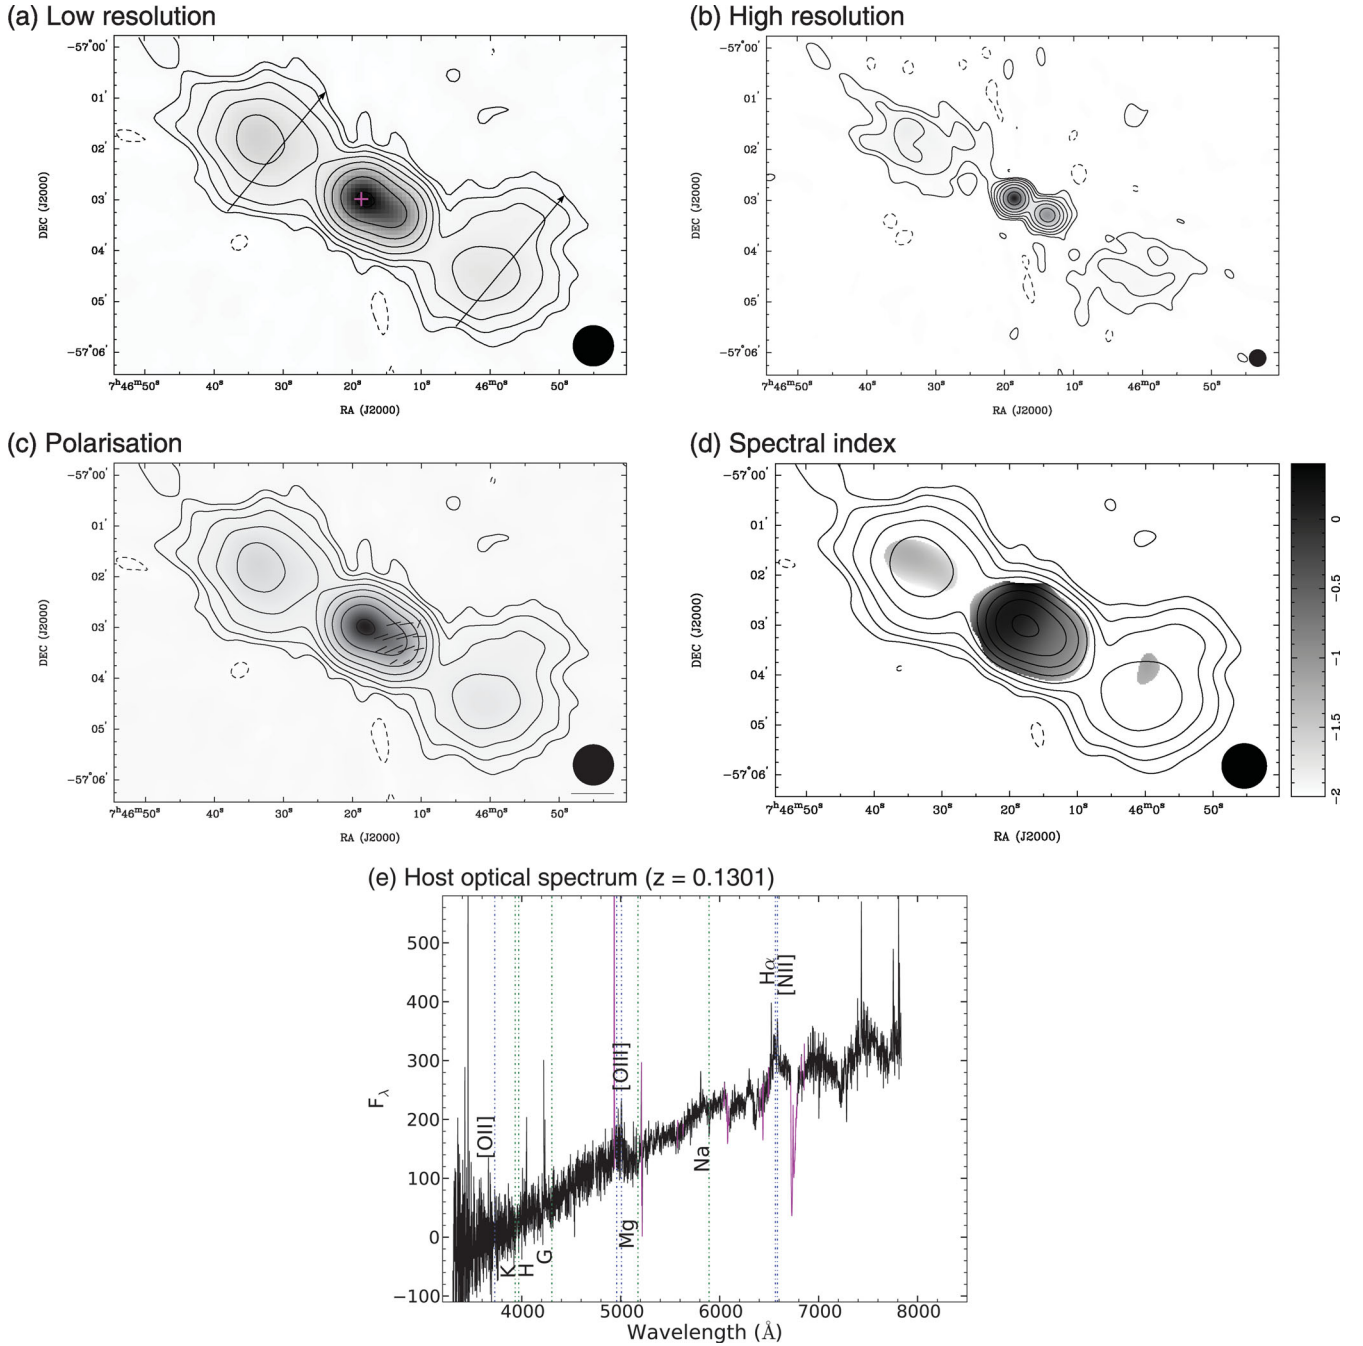 (a) Low resolution
(b) High resolution
−57°00′
01′
02′
03′
04′
05′
−57°06′
DEC (J2000)
7ʰ46ᵐ50ˢ
40ˢ
30ˢ
20ˢ
10ˢ
46ᵐ0ˢ
50ˢ
RA (J2000)
−57°00′
01′
02′
03′
04′
05′
−57°06′
DEC (J2000)
7ʰ46ᵐ50ˢ
40ˢ
30ˢ
20ˢ
10ˢ
46ᵐ0ˢ
50ˢ
RA (J2000)
(c) Polarisation
(d) Spectral index
−57°00′
01′
02′
03′
04′
05′
−57°06′
DEC (J2000)
7ʰ46ᵐ50ˢ
40ˢ
30ˢ
20ˢ
10ˢ
46ᵐ0ˢ
50ˢ
RA (J2000)
−57°00′
01′
02′
03′
04′
05′
−57°06′
DEC (J2000)
7ʰ46ᵐ50ˢ
40ˢ
30ˢ
20ˢ
10ˢ
46ᵐ0ˢ
50ˢ
RA (J2000)
0
−0.5
−1
−1.5
−2
(e) Host optical spectrum (z = 0.1301)
500
400
300
200
100
0
−100
Fλ
[OII]
K
H
G
[OIII]
Mg
Na
Hα
[NII]
4000
5000
6000
7000
8000
Wavelength (Å)